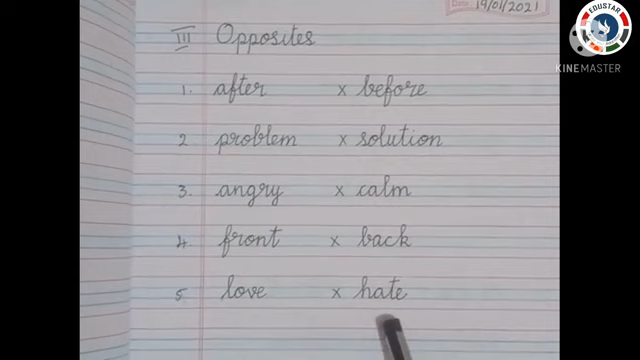 Date: 19/01/2021
EDUSTAR
KINEMASTER
III Opposites
1. after x before
2 problem x solution
3. angry x calm
4. front x back
5 love x hate